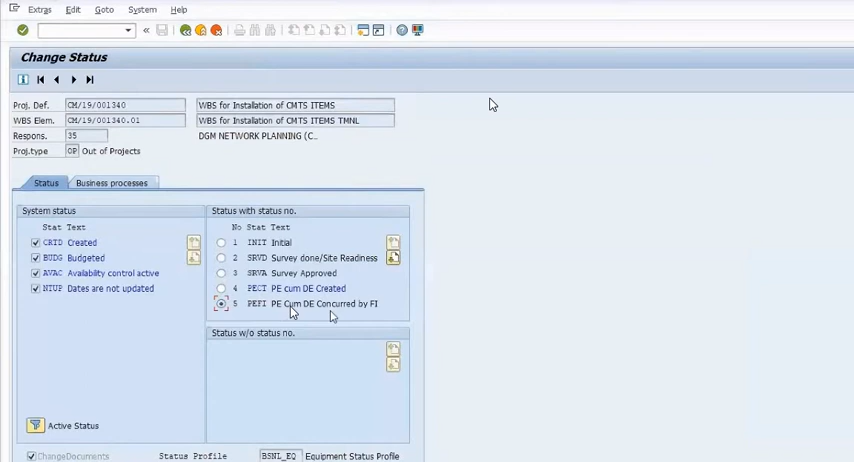 Extras Edit Goto System Help
Change Status
Proj. Def. CM/19/001340 WBS for Installation of CMTS ITEMS
WBS Elem. CM/19/001340.01 WBS for Installation of CMTS ITEMS TMNL
Respons. 35 DGM NETWORK PLANNING (C..
Proj.type OP Out of Projects
Status Business processes
System status
Stat Text
CRTD Created
BUDG Budgeted
AVAC Availability control active
NTUP Dates are not updated
Active Status
Status with status no.
No Stat Text
1 INIT Initial
2 SRVD Survey done/Site Readiness
3 SRVA Survey Approved
4 PECT PE cum DE Created
5 PEFI PE Cum DE Concurred by FI
Status w/o status no.
ChangeDocuments Status Profile BSNL_EQ Equipment Status Profile